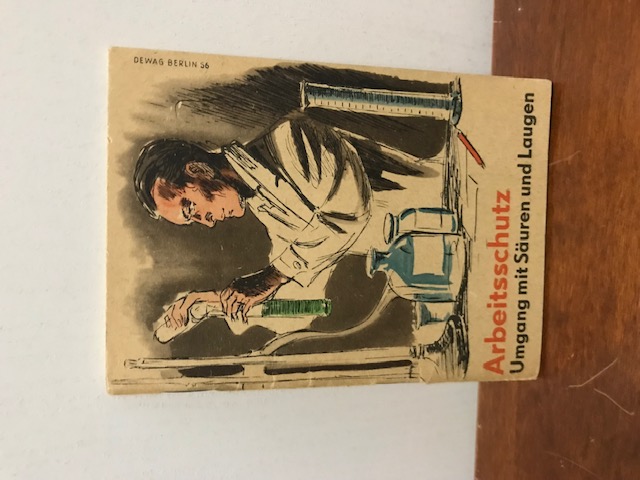 DEWAG BERLIN 56
Arbeitsschutz
Umgang mit Säuren und Laugen